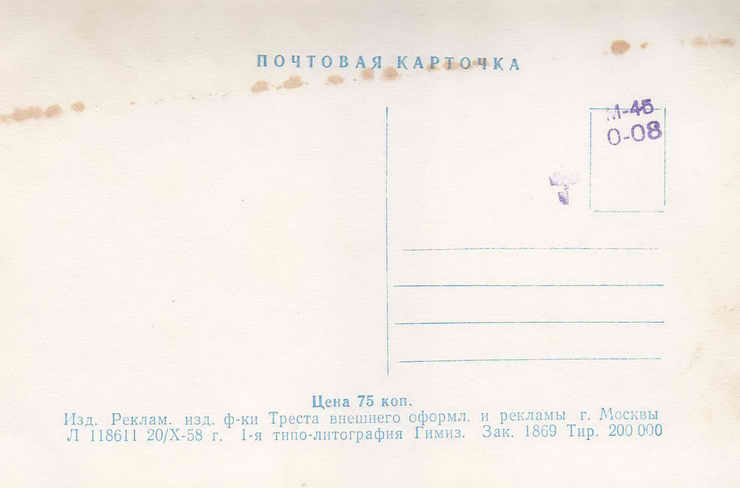 ПОЧТОВАЯ КАРТОЧКА
М-45
0-08
Цена 75 коп.
Изд. Реклам. изд. ф-ки Треста внешнего оформл. и рекламы г. Москвы
Л 118611 20/X-58 г. 1-я типо-литография Гимиз. Зак. 1869 Тир. 200 000